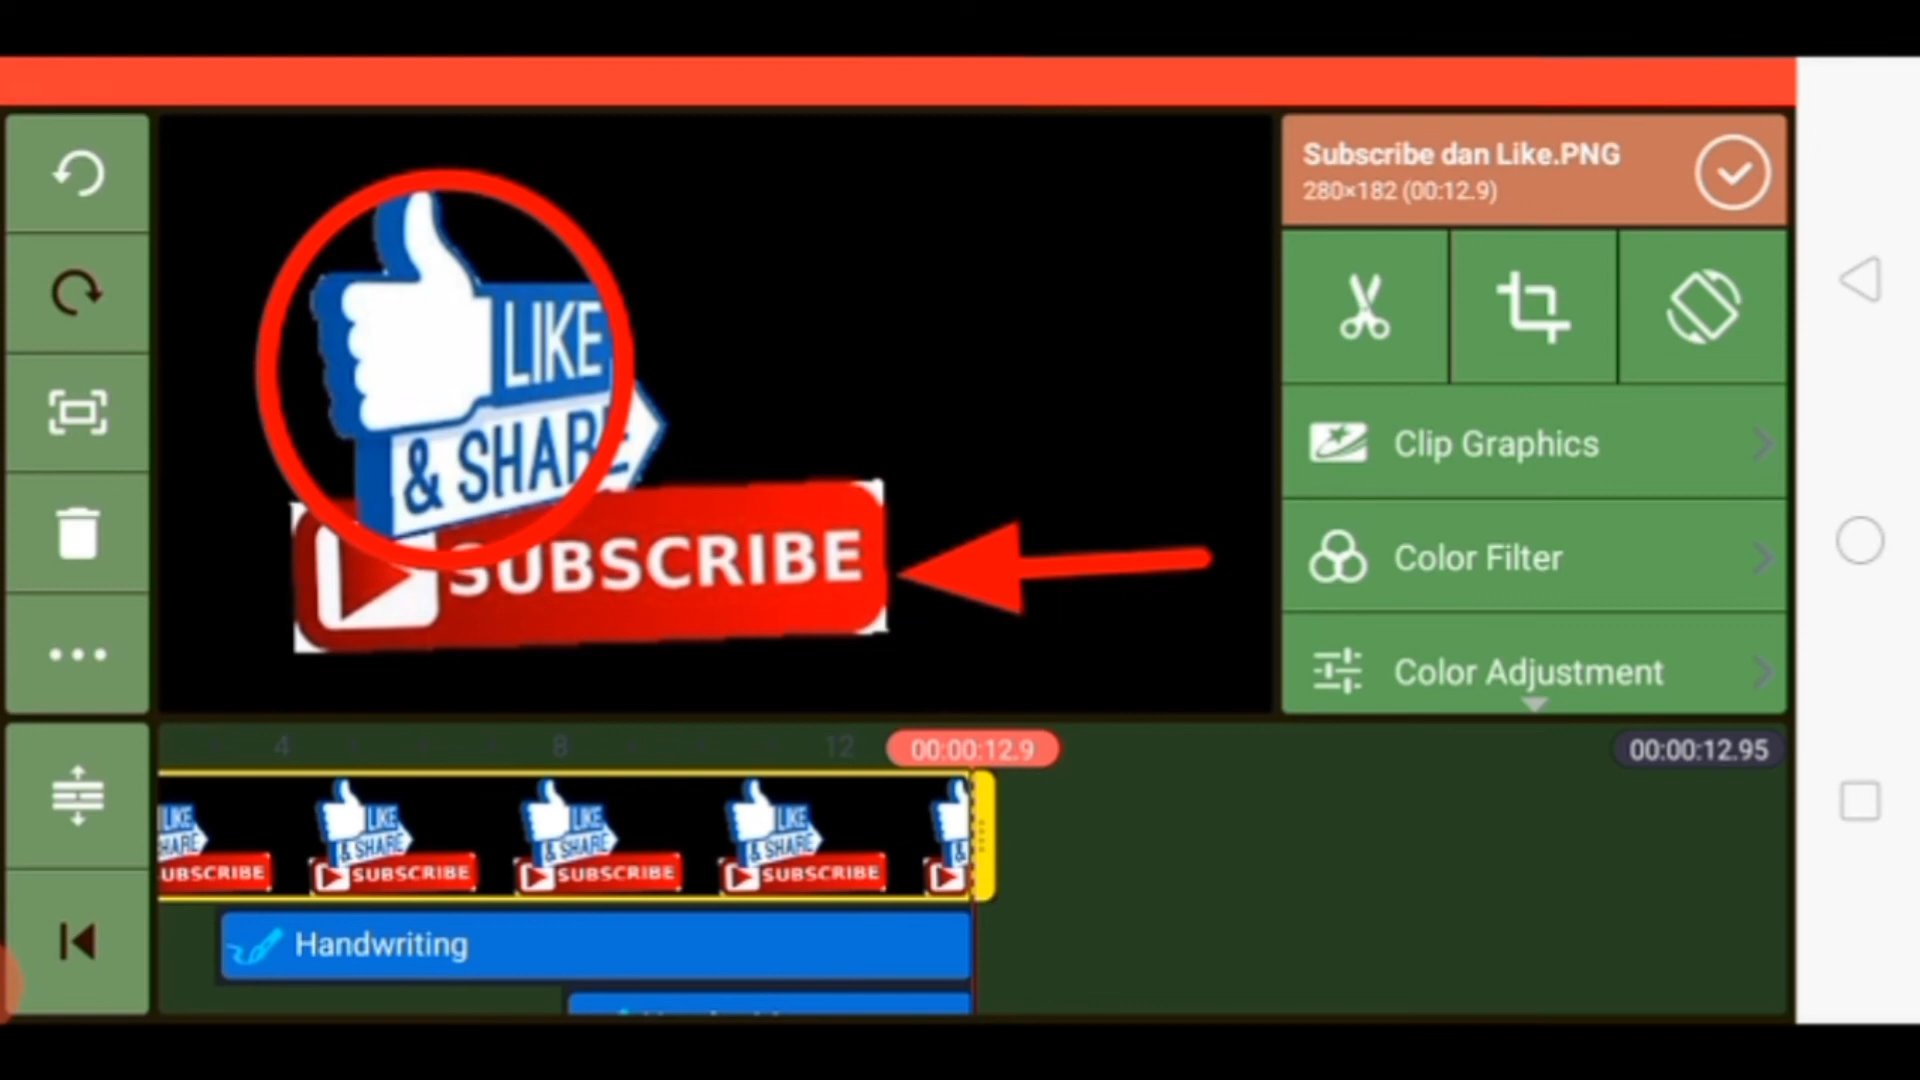 Subscribe dan Like.PNG
280×182 (00:12.9)
LIKE
& SHARE
SUBSCRIBE
Clip Graphics
Color Filter
Color Adjustment
4
8
12
00:00:12.9
00:00:12.95
LIKE
HARE
UBSCRIBE
LIKE
& SHARE
SUBSCRIBE
LIKE
& SHARE
SUBSCRIBE
LIKE
& SHARE
SUBSCRIBE
&
Handwriting